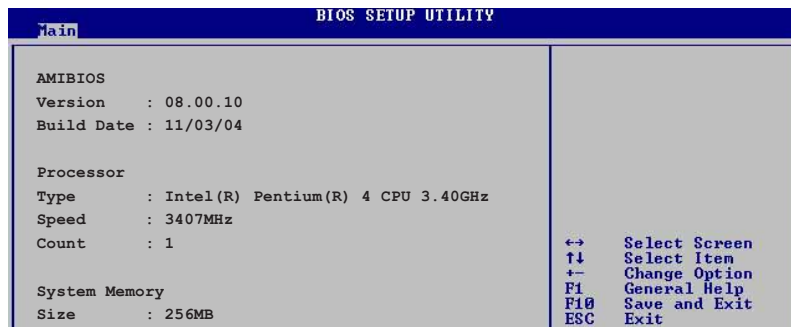 BIOS SETUP UTILITY
Main
AMIBIOS
Version : 08.00.10
Build Date : 11/03/04
Processor
Type : Intel(R) Pentium(R) 4 CPU 3.40GHz
Speed : 3407MHz
Count : 1
System Memory
Size : 256MB
←→ Select Screen
↑↓ Select Item
+- Change Option
F1 General Help
F10 Save and Exit
ESC Exit